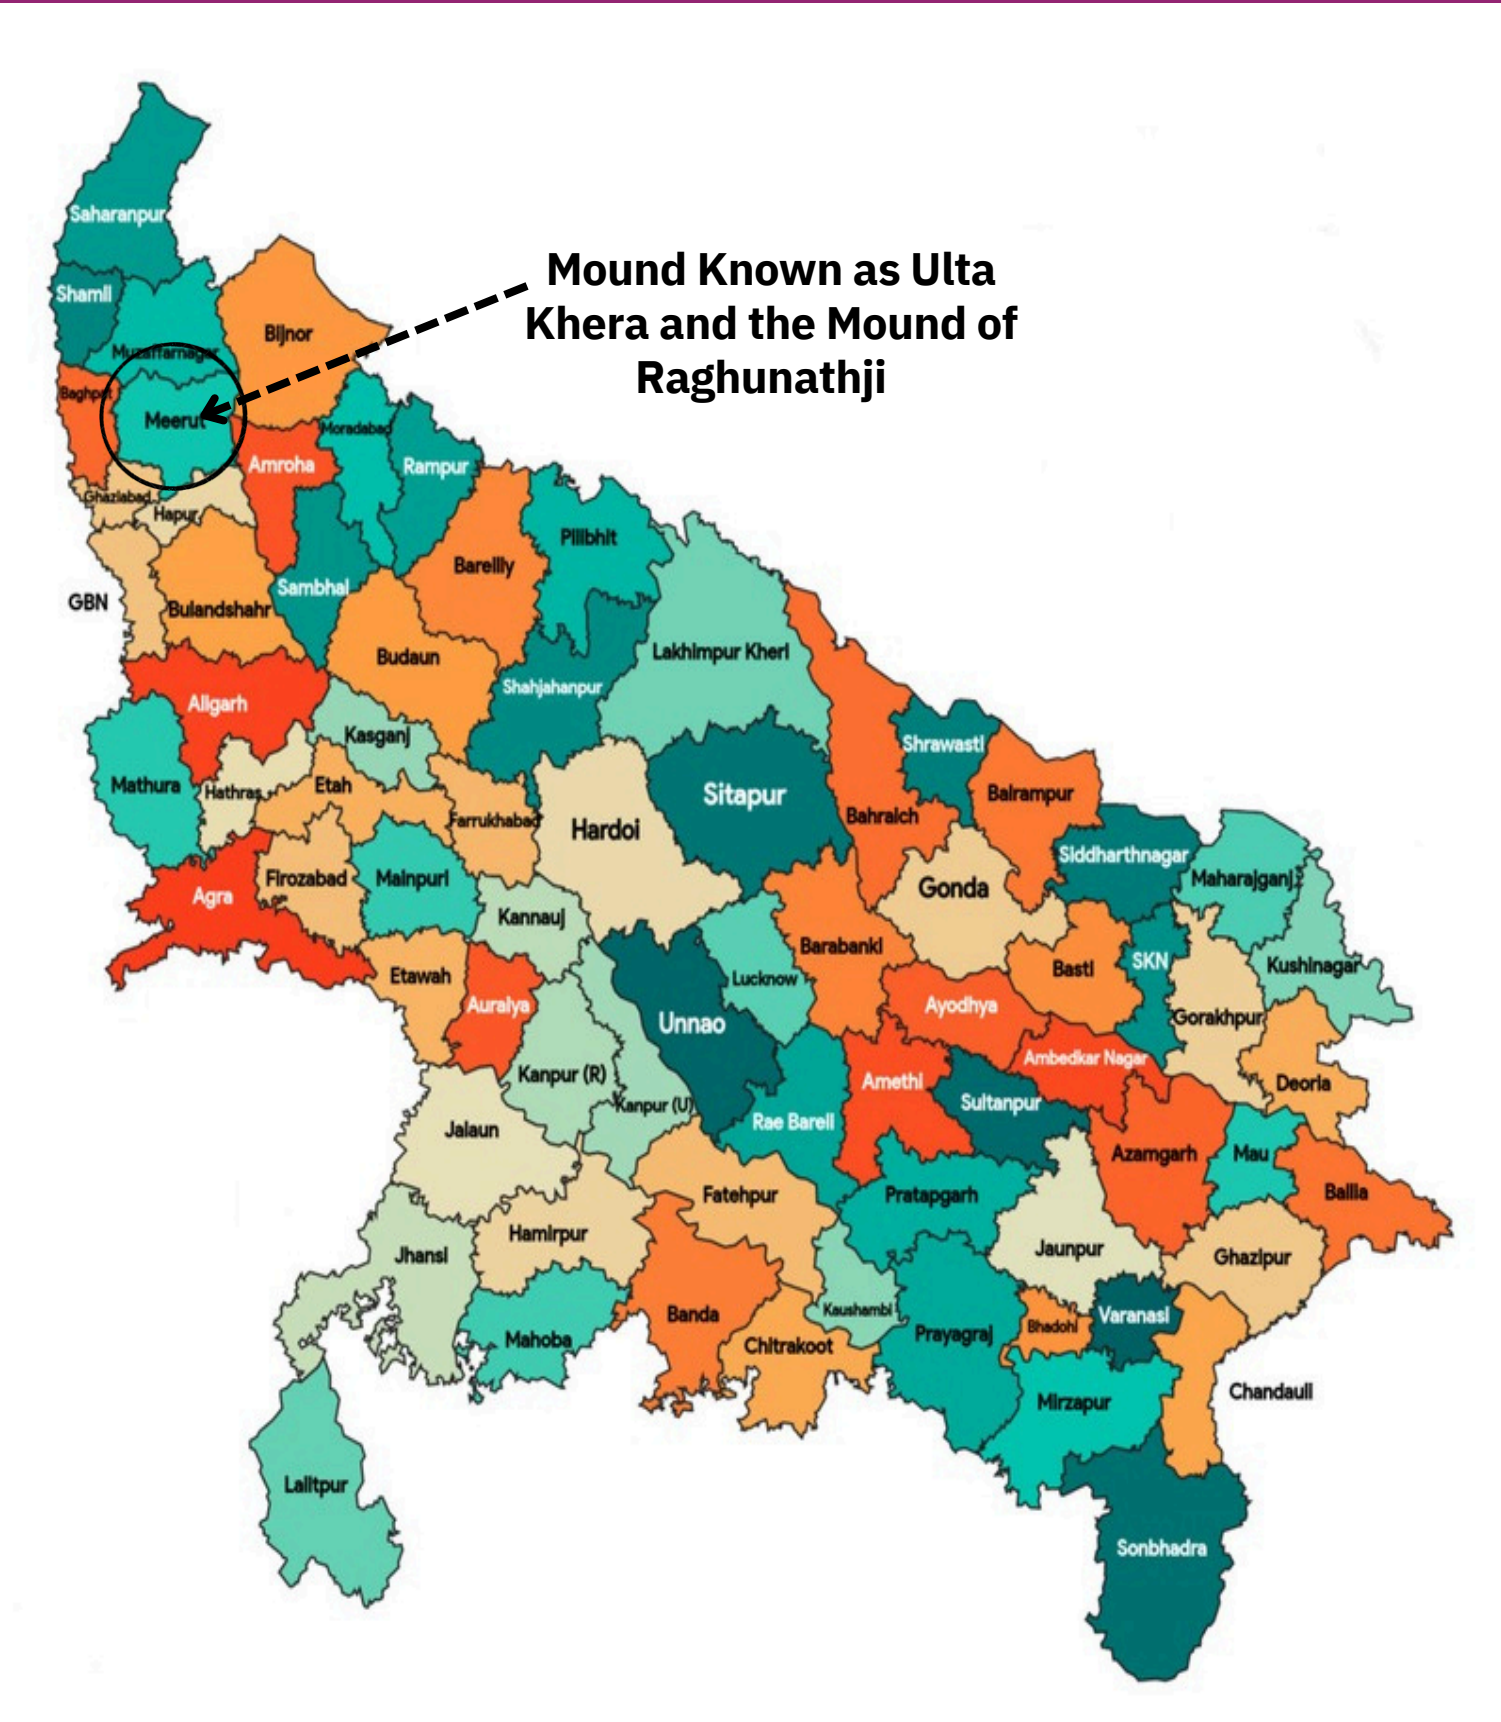 Saharanpur
Mound Known as Ulta
Khera and the Mound of
Raghunathji
Shamli
Bijnor
Muzaffarnagar
Baghpat
Meerut
Moradabad
Amroha
Rampur
Ghaziabad
Hapur
Pilibhit
Bareilly
Sambhal
GBN
Bulandshahr
Budaun
Lakhimpur Kheri
Shahjahanpur
Aligarh
Kasganj
Shrawasti
Mathura
Hathras
Etah
Sitapur
Balrampur
Bahraich
Farrukhabad
Hardoi
Siddharthnagar
Agra
Firozabad
Mainpuri
Gonda
Maharajganj
Kannauj
Barabanki
Etawah
Lucknow
Basti
SKN
Kushinagar
Auraiya
Ayodhya
Unnao
Gorakhpur
Kanpur (R)
Ambedkar Nagar
Amethi
Deoria
Kanpur (U)
Sultanpur
Jalaun
Rae Bareli
Azamgarh
Mau
Fatehpur
Pratapgarh
Ballia
Hamirpur
Jhansi
Jaunpur
Ghazipur
Mahoba
Banda
Kaushambi
Chitrakoot
Prayagraj
Bhadohi
Varanasi
Mirzapur
Chandauli
Lalitpur
Sonbhadra